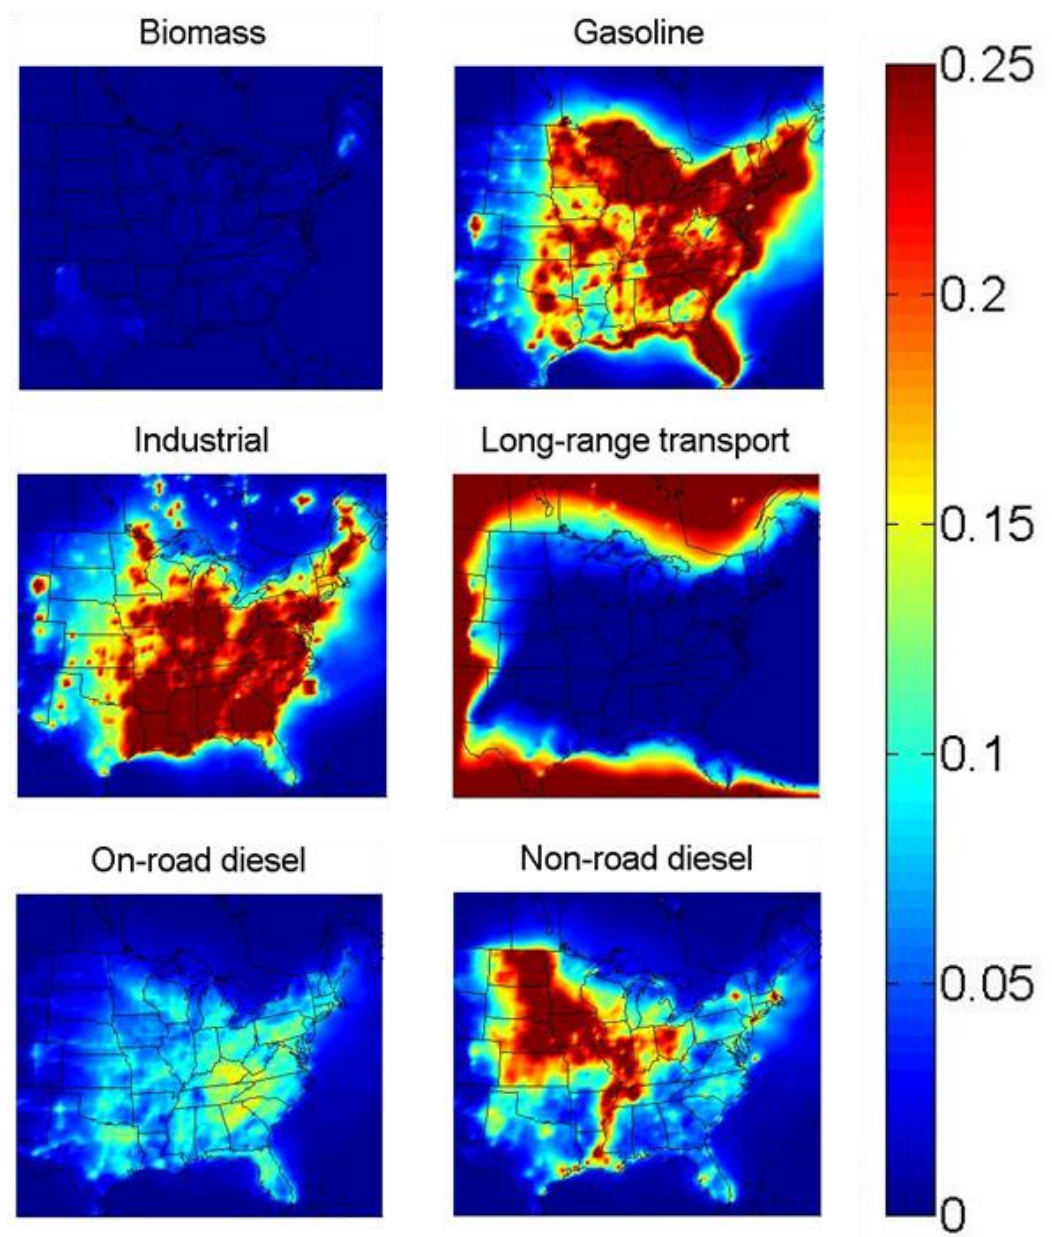 Biomass
Gasoline
Industrial
Long-range transport
On-road diesel
Non-road diesel
0.25
0.2
0.15
0.1
0.05
0